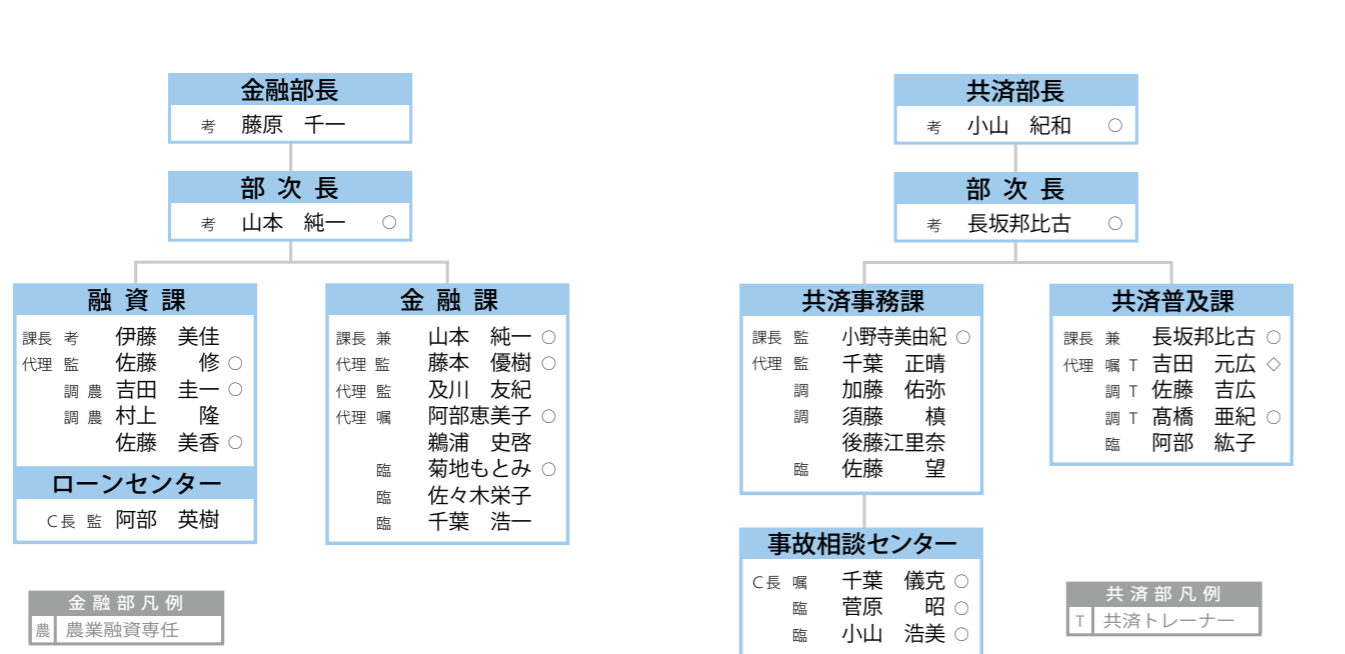 金融部長
考 藤原 千一
部次長
考 山本 純一 ○
融資課
課長 考 伊藤 美佳
代理 監 佐藤 修 ○
調 農 吉田 圭一 ○
調 農 村上 隆
佐藤 美香 ○
ローンセンター
C長 監 阿部 英樹
金融課
課長 兼 山本 純一 ○
代理 監 藤本 優樹 ○
代理 監 及川 友紀
代理 嘱 阿部恵美子 ○
鵜浦 史啓
臨 菊地もとみ ○
臨 佐々木栄子
臨 千葉 浩一
金融部凡例
農 農業融資専任
共済部長
考 小山 紀和 ○
部次長
考 長坂邦比古 ○
共済事務課
課長 監 小野寺美由紀 ○
代理 監 千葉 正晴
調 加藤 佑弥
調 須藤 槙
後藤江里奈
臨 佐藤 望
事故相談センター
C長 嘱 千葉 儀克 ○
臨 菅原 昭 ○
臨 小山 浩美 ○
共済普及課
課長 兼 長坂邦比古 ○
代理 嘱 T 吉田 元広 ◇
調 T 佐藤 吉広
調 T 髙橋 亜紀 ○
臨 阿部 紘子
共済部凡例
T 共済トレーナー